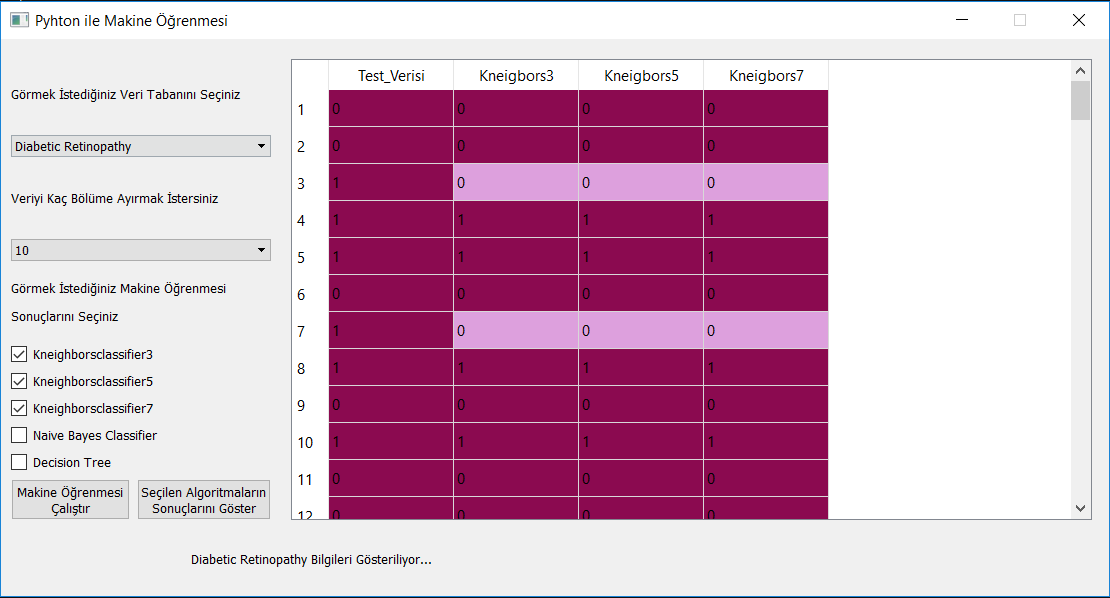 Pyhton ile Makine Öğrenmesi
Görmek İstediğiniz Veri Tabanını Seçiniz
Diabetic Retinopathy
Veriyi Kaç Bölüme Ayırmak İstersiniz
10
Görmek İstediğiniz Makine Öğrenmesi
Sonuçlarını Seçiniz
Kneighborsclassifier3
Kneighborsclassifier5
Kneighborsclassifier7
Naive Bayes Classifier
Decision Tree
Makine Öğrenmesi
Çalıştır
Seçilen Algoritmaların
Sonuçlarını Göster
Test_Verisi Kneigbors3 Kneigbors5 Kneigbors7
1 0 0 0 0
2 0 0 0 0
3 1 0 0 0
4 1 1 1 1
5 1 1 1 1
6 0 0 0 0
7 1 0 0 0
8 1 1 1 1
9 0 0 0 0
10 1 1 1 1
11 0 0 0 0
12 0 0 0 0
Diabetic Retinopathy Bilgileri Gösteriliyor...